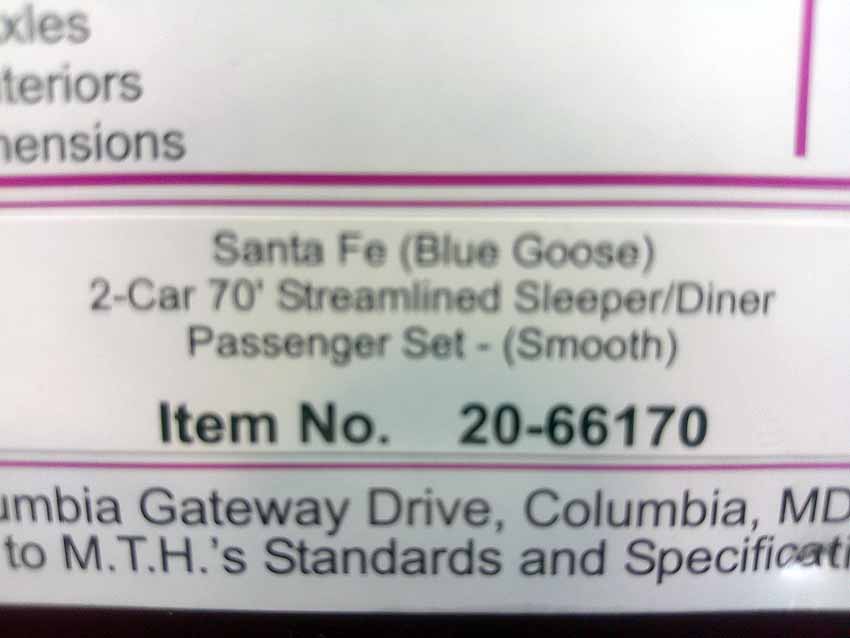 xles
teriors
ensions
Santa Fe (Blue Goose)
2-Car 70' Streamlined Sleeper/Diner
Passenger Set - (Smooth)
Item No. 20-66170
umbia Gateway Drive, Columbia, MD
to M.T.H.'s Standards and Specificati